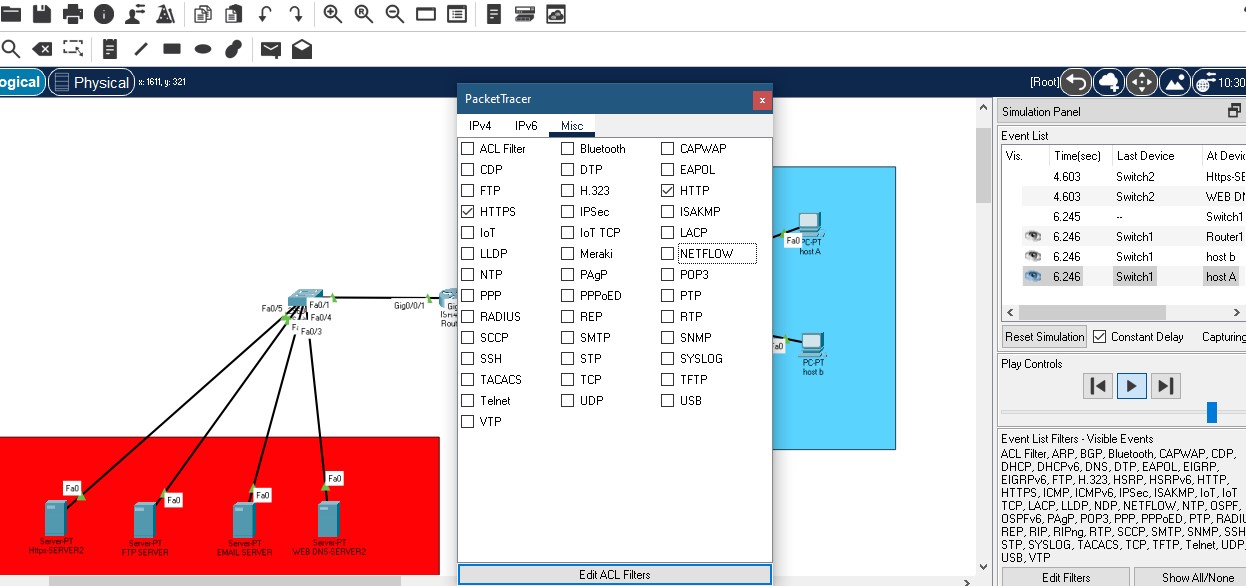 ogical
Physical
x: 1611, y: 321
[Root]
10:30
PacketTracer
x
IPv4
IPv6
Misc
ACL Filter
Bluetooth
CAPWAP
CDP
DTP
EAPOL
FTP
H.323
HTTP
HTTPS
IPSec
ISAKMP
IoT
IoT TCP
LACP
LLDP
Meraki
NETFLOW
NTP
PAgP
POP3
PPP
PPPoED
PTP
RADIUS
REP
RTP
SCCP
SMTP
SNMP
SSH
STP
SYSLOG
TACACS
TCP
TFTP
Telnet
UDP
USB
VTP
Edit ACL Filters
Fa0/5
Fa0/1
Fa0/4
Fa0/3
Gig0/0/1
Gig
Rout
Fa0
Server-PT
Https-SERVER2
Fa0
Server-PT
FTP SERVER
Fa0
Server-PT
EMAIL SERVER
Fa0
Server-PT
WEB DNS-SERVER2
Fa0
PC-PT
host A
Fa0
PC-PT
host b
Simulation Panel
Event List
Vis. Time(sec) Last Device At Devic
4.603 Switch2 Https-SE
4.603 Switch2 WEB DN
6.245 -- Switch1
6.246 Switch1 Router1
6.246 Switch1 host b
6.246 Switch1 host A
Reset Simulation
Constant Delay
Capturing
Play Controls
Event List Filters - Visible Events
ACL Filter, ARP, BGP, Bluetooth, CAPWAP, CDP,
DHCP, DHCPv6, DNS, DTP, EAPOL, EIGRP,
EIGRPv6, FTP, H.323, HSRP, HSRPv6, HTTP,
HTTPS, ICMP, ICMPv6, IPSec, ISAKMP, IoT, IoT
TCP, LACP, LLDP, NDP, NETFLOW, NTP, OSPF,
OSPFv6, PAgP, POP3, PPP, PPPoED, PTP, RADIU
REP, RIP, RIPng, RTP, SCCP, SMTP, SNMP, SSH
STP, SYSLOG, TACACS, TCP, TFTP, Telnet, UDP,
USB, VTP
Edit Filters
Show All/None